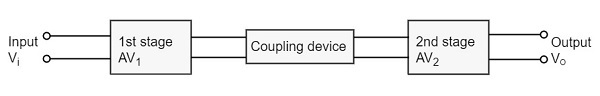 Input
Vᵢ
1st stage
AV₁
Coupling device
2nd stage
AV₂
Output
Vₒ